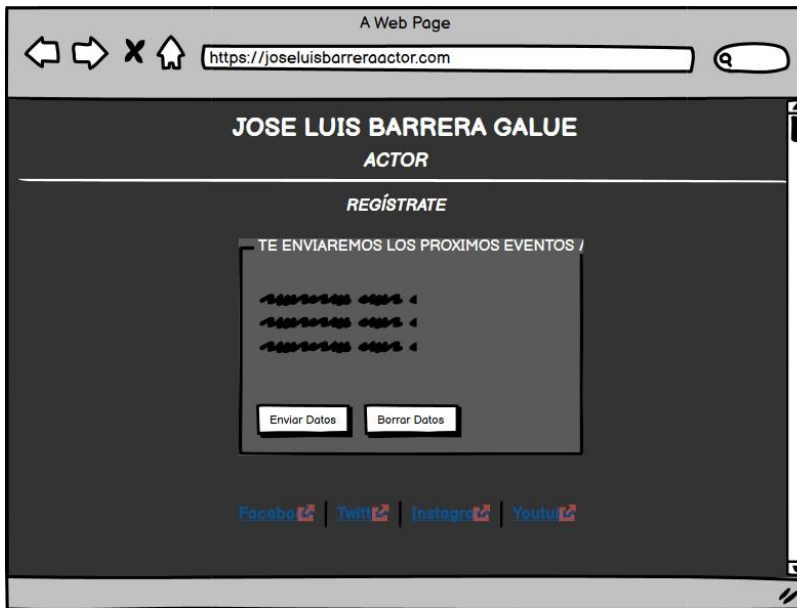 A Web Page
https://joseluisbarreraactor.com
JOSE LUIS BARRERA GALUE
ACTOR
REGÍSTRATE
TE ENVIAREMOS LOS PROXIMOS EVENTOS
Enviar Datos Borrar Datos
Facebo Twitt Instagra Youtu